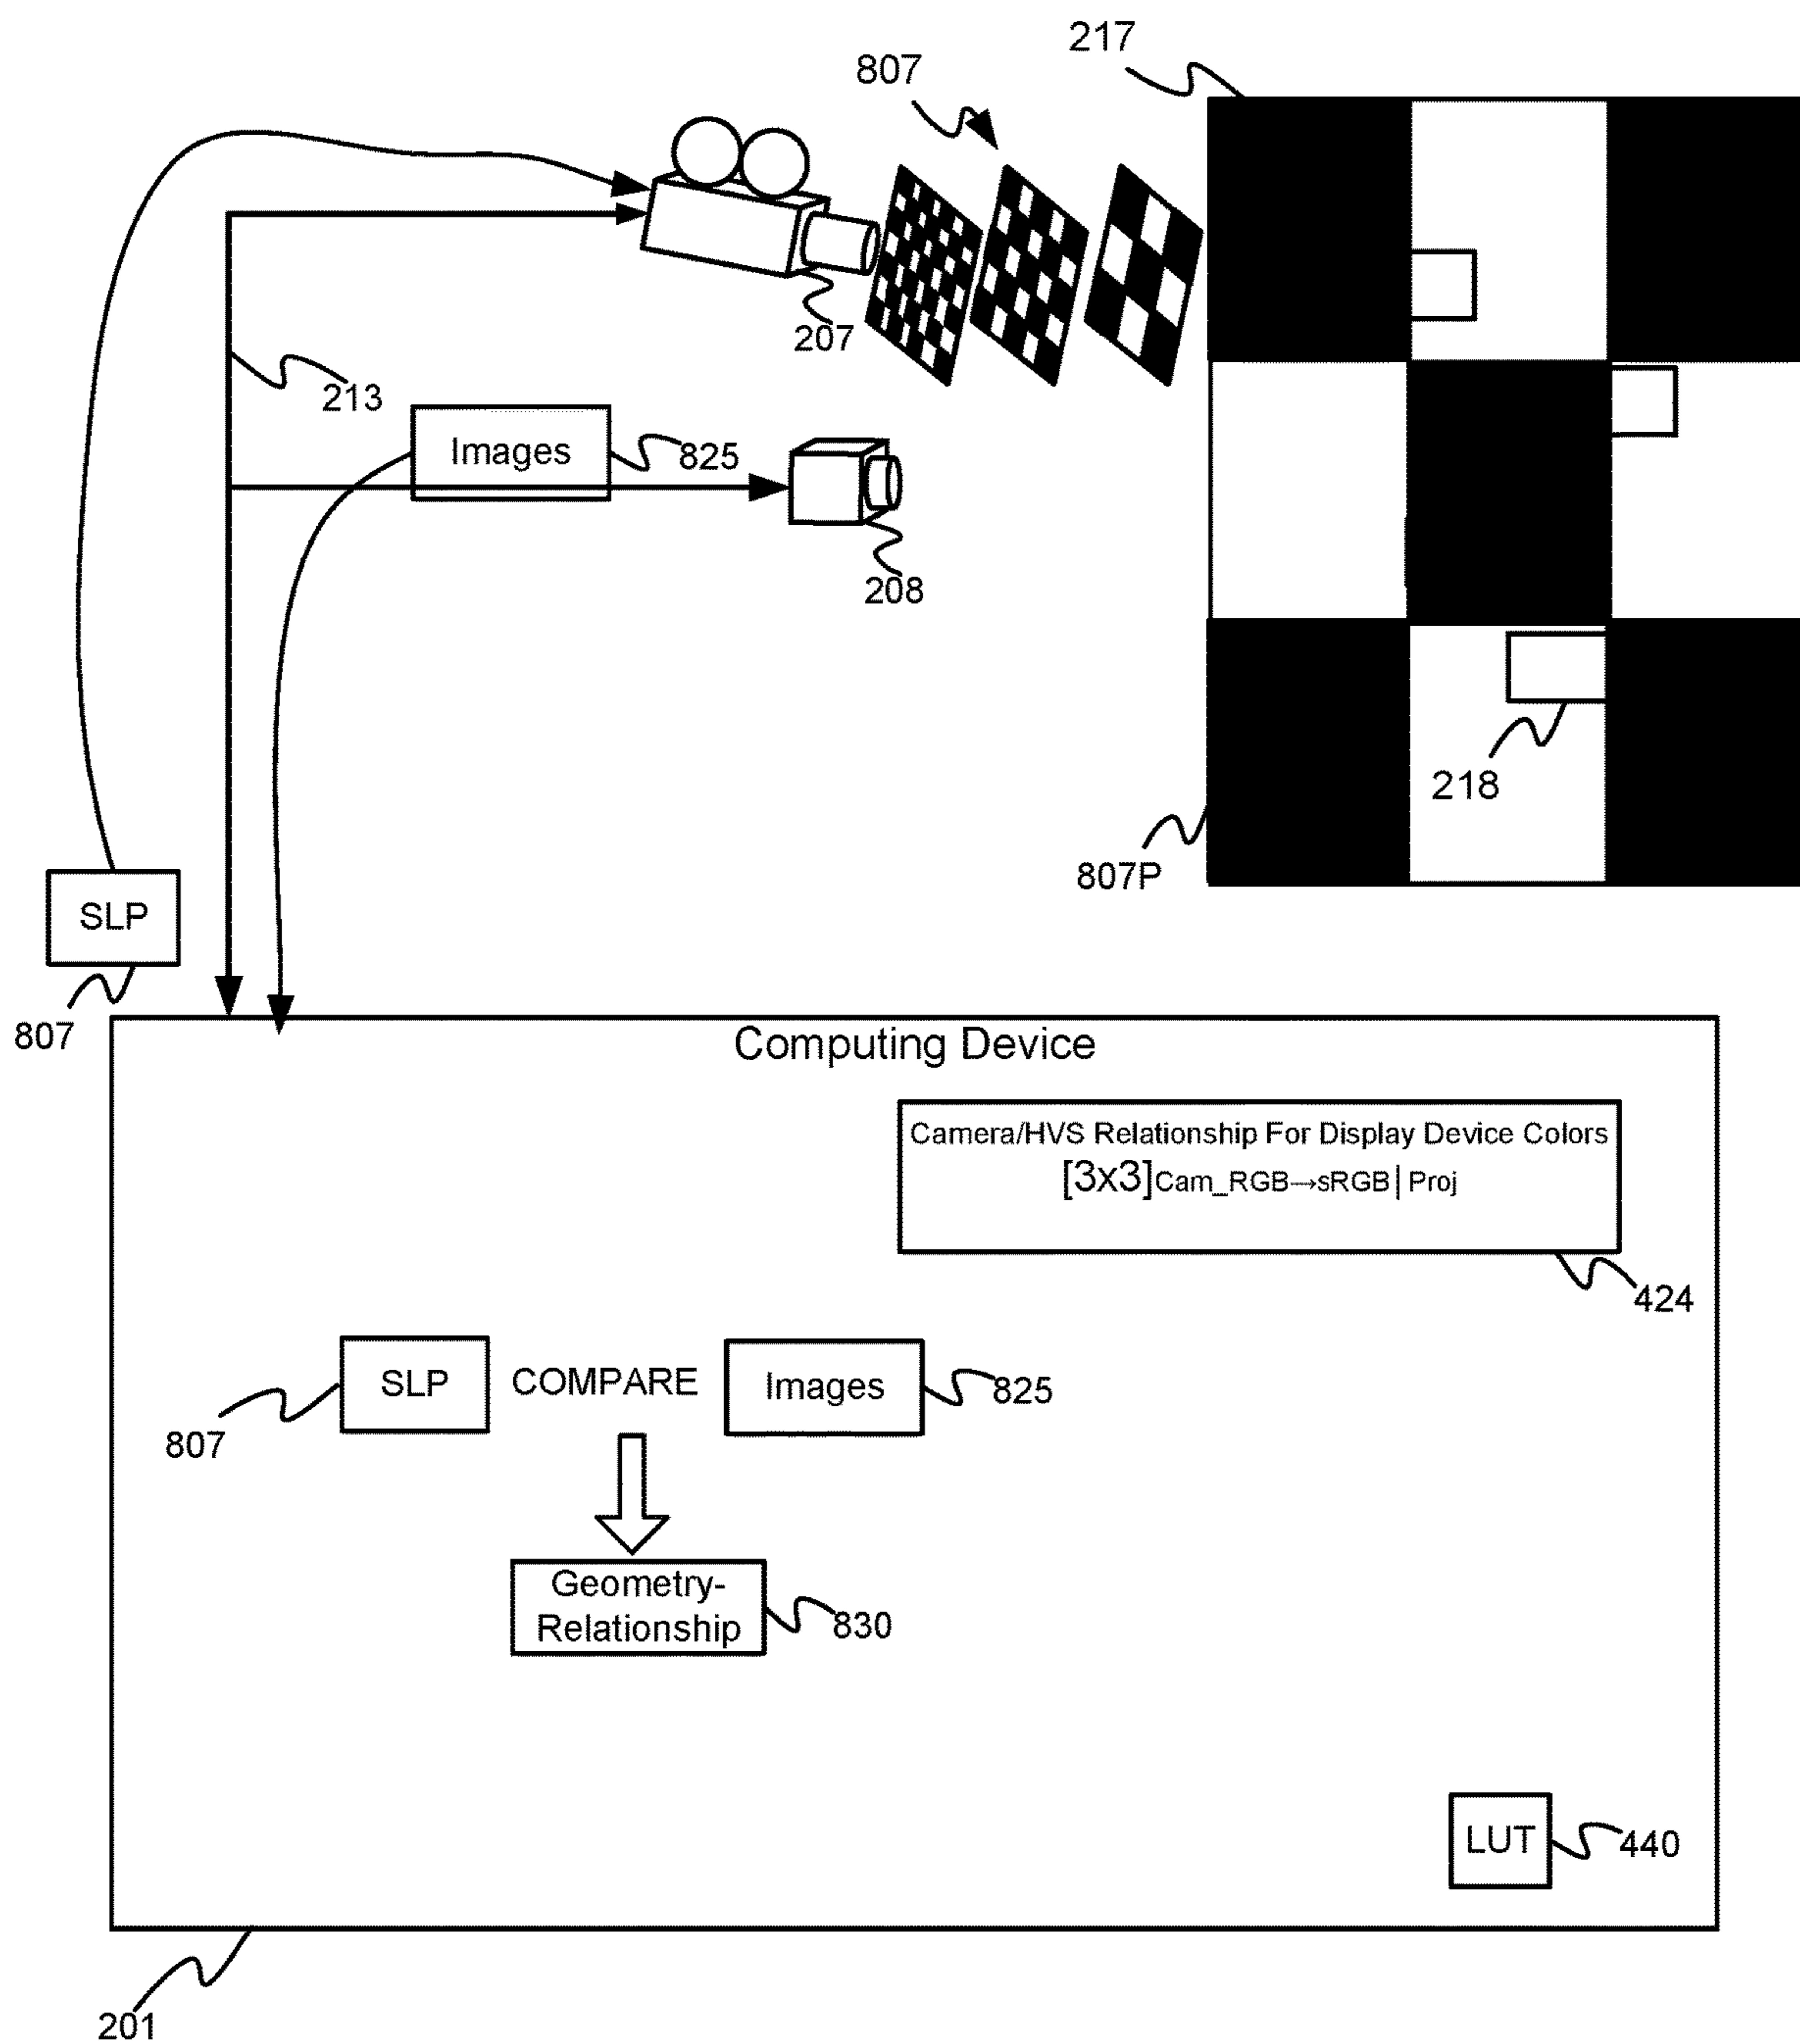 217
807
207
213
Images
825
208
218
807P
SLP
807
Computing Device
Camera/HVS Relationship For Display Device Colors
[3x3]Cam_RGB→sRGB|Proj
424
SLP
COMPARE
Images
825
807
Geometry-
Relationship
830
LUT
440
201